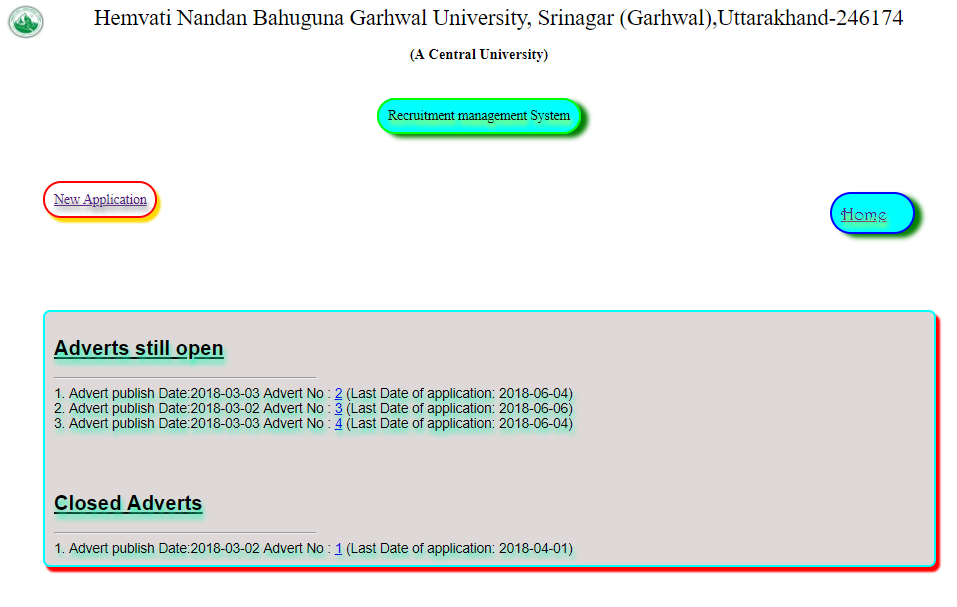 Hemvati Nandan Bahuguna Garhwal University, Srinagar (Garhwal),Uttarakhand-246174
(A Central University)
Recruitment management System
New Application
Home
Adverts still open
1. Advert publish Date:2018-03-03 Advert No : 2 (Last Date of application: 2018-06-04)
2. Advert publish Date:2018-03-02 Advert No : 3 (Last Date of application: 2018-06-06)
3. Advert publish Date:2018-03-03 Advert No : 4 (Last Date of application: 2018-06-04)
Closed Adverts
1. Advert publish Date:2018-03-02 Advert No : 1 (Last Date of application: 2018-04-01)